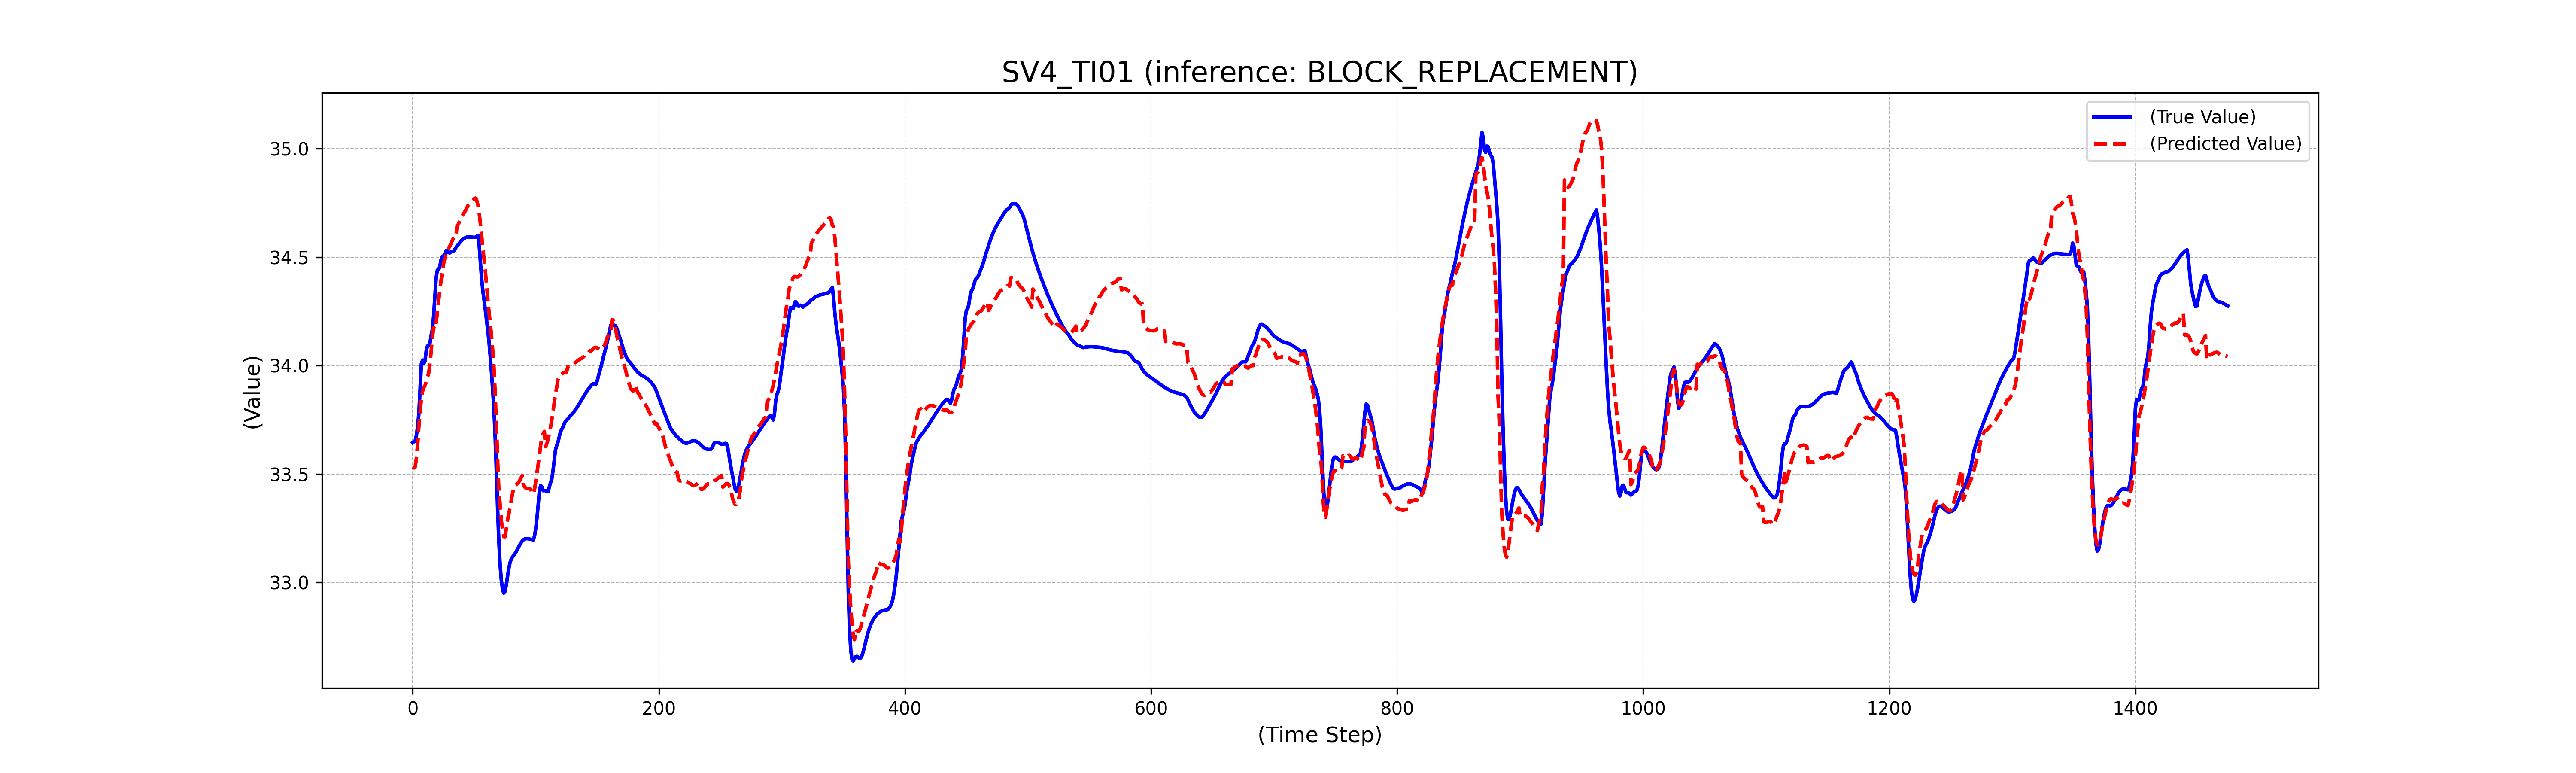 SV4_TI01 (inference: BLOCK_REPLACEMENT)
(True Value)
(Predicted Value)
(Value)
35.0
34.5
34.0
33.5
33.0
0 200 400 600 800 1000 1200 1400
(Time Step)